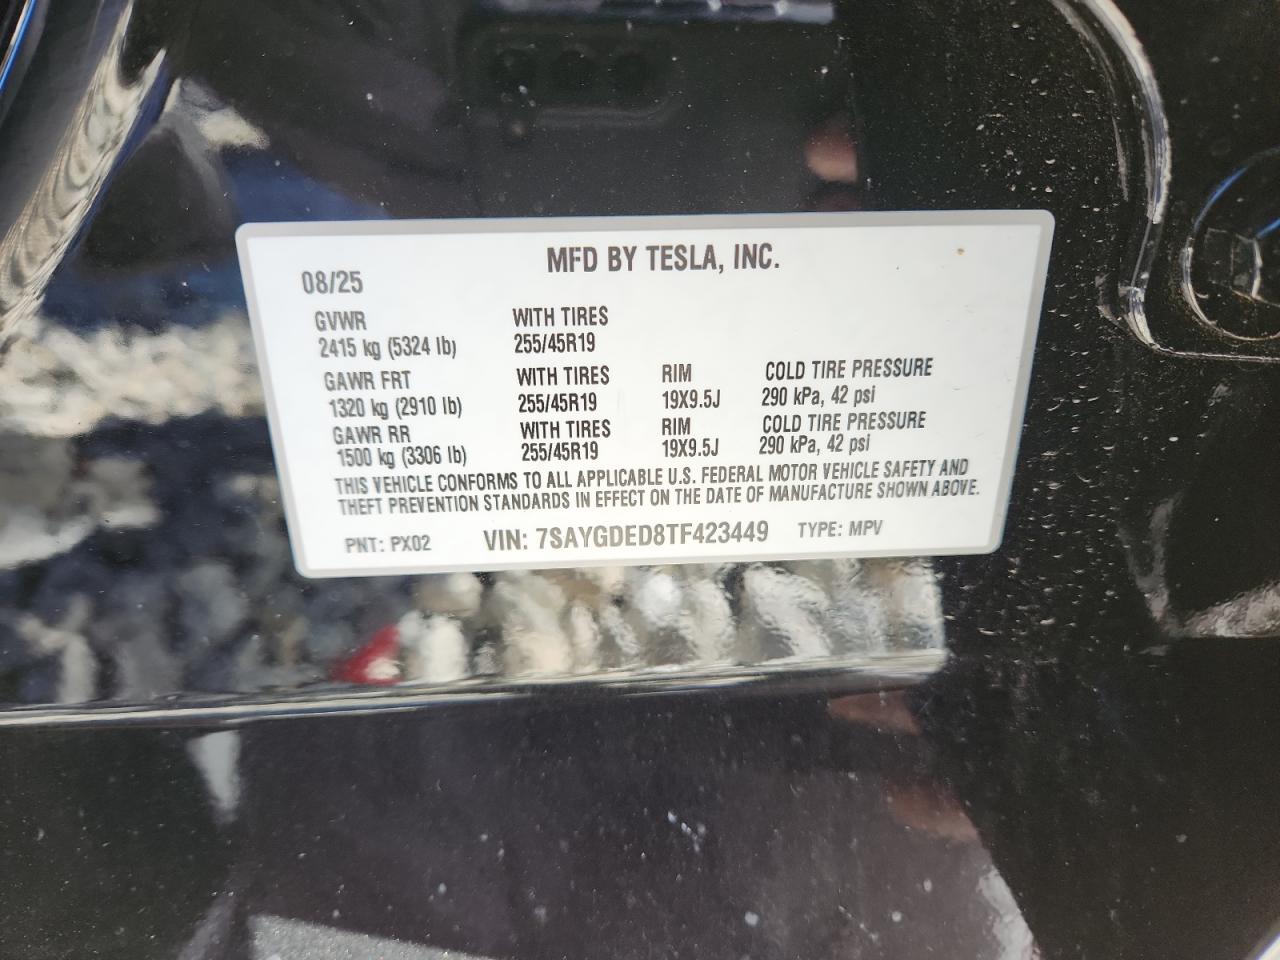 MFD BY TESLA, INC.
08/25
GVWR WITH TIRES
2415 kg (5324 lb) 255/45R19
GAWR FRT WITH TIRES RIM COLD TIRE PRESSURE
1320 kg (2910 lb) 255/45R19 19X9.5J 290 kPa, 42 psi
GAWR RR WITH TIRES RIM COLD TIRE PRESSURE
1500 kg (3306 lb) 255/45R19 19X9.5J 290 kPa, 42 psi
THIS VEHICLE CONFORMS TO ALL APPLICABLE U.S. FEDERAL MOTOR VEHICLE SAFETY AND
THEFT PREVENTION STANDARDS IN EFFECT ON THE DATE OF MANUFACTURE SHOWN ABOVE.
PNT: PX02 VIN: 7SAYGDED8TF423449 TYPE: MPV